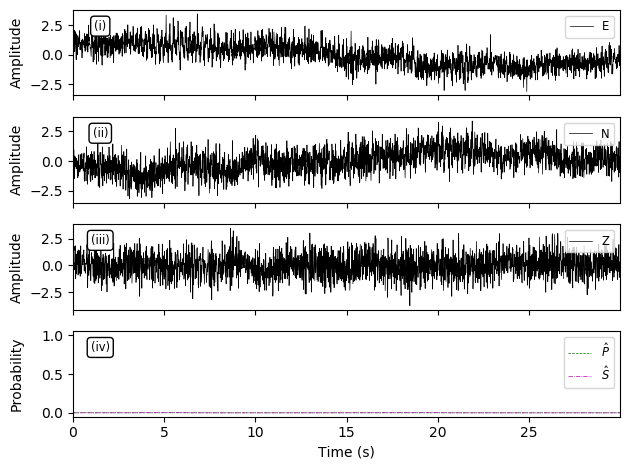 (i)
E
Amplitude
2.5
0.0
−2.5
(ii)
N
Amplitude
2.5
0.0
−2.5
(iii)
Z
Amplitude
2.5
0.0
−2.5
(iv)
P̂
Ŝ
Probability
1.0
0.5
0.0
0 5 10 15 20 25
Time (s)